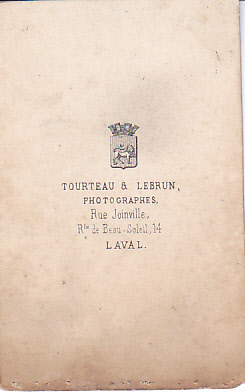 TOURTEAU & LEBRUN,
PHOTOGRAPHES.
Rue Joinville,
Rte de Beau-Soleil, 14
LAVAL.